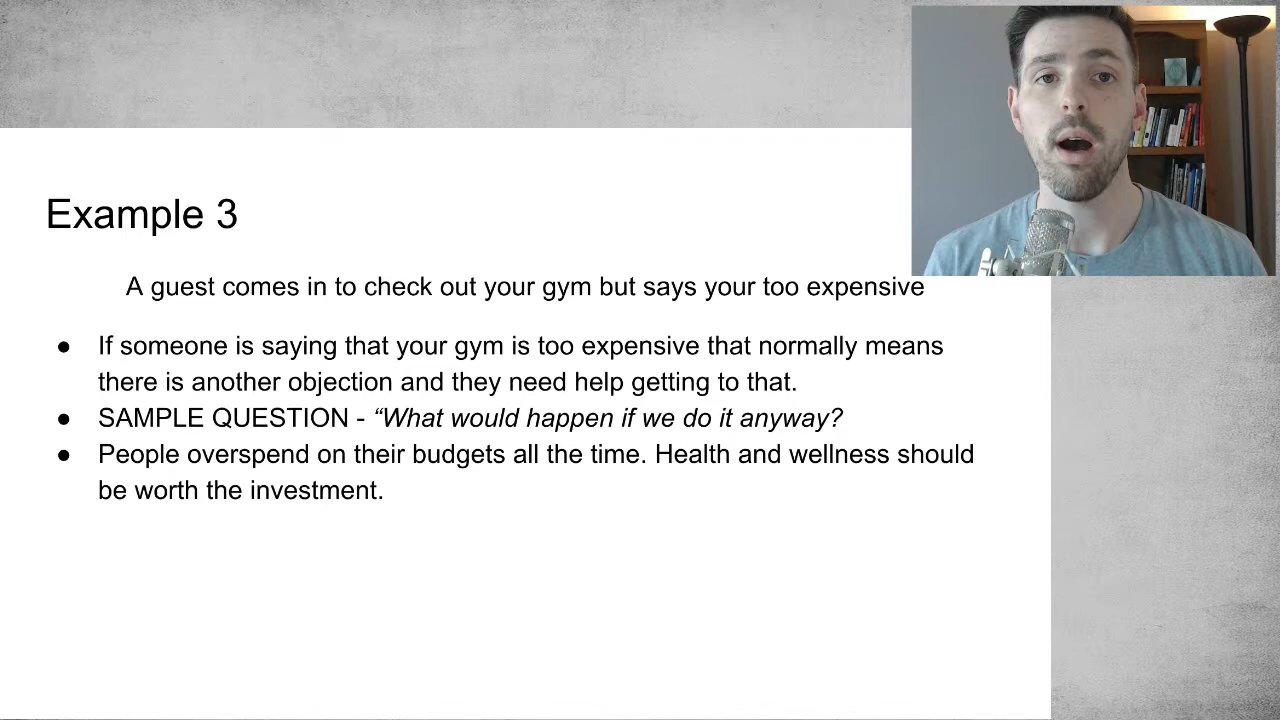 Example 3
A guest comes in to check out your gym but says your too expensive
● If someone is saying that your gym is too expensive that normally means
there is another objection and they need help getting to that.
● SAMPLE QUESTION - “What would happen if we do it anyway?
● People overspend on their budgets all the time. Health and wellness should
be worth the investment.